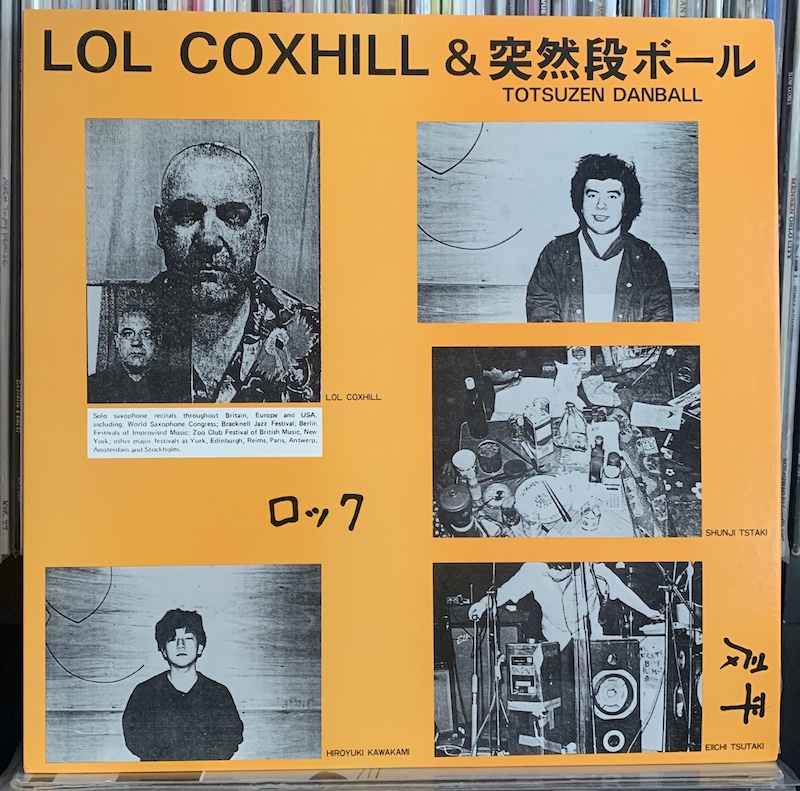 LOL COXHILL & 突然段ボール
TOTSUZEN DANBALL
LOL COXHILL
Solo saxophone recitals throughout Britain, Europe and USA,
including: World Saxophone Congress; Bracknell Jazz Festival; Berlin
Festivals of Improvised Music; Zoo Club Festival of British Music, New
York; other major festivals at York, Edinburgh, Reims, Paris, Antwerp,
Amsterdam and Stockholm.
ロック
SHUNJI TSTAKI
HIROYUKI KAWAKAMI
EIICHI TSUTAKI